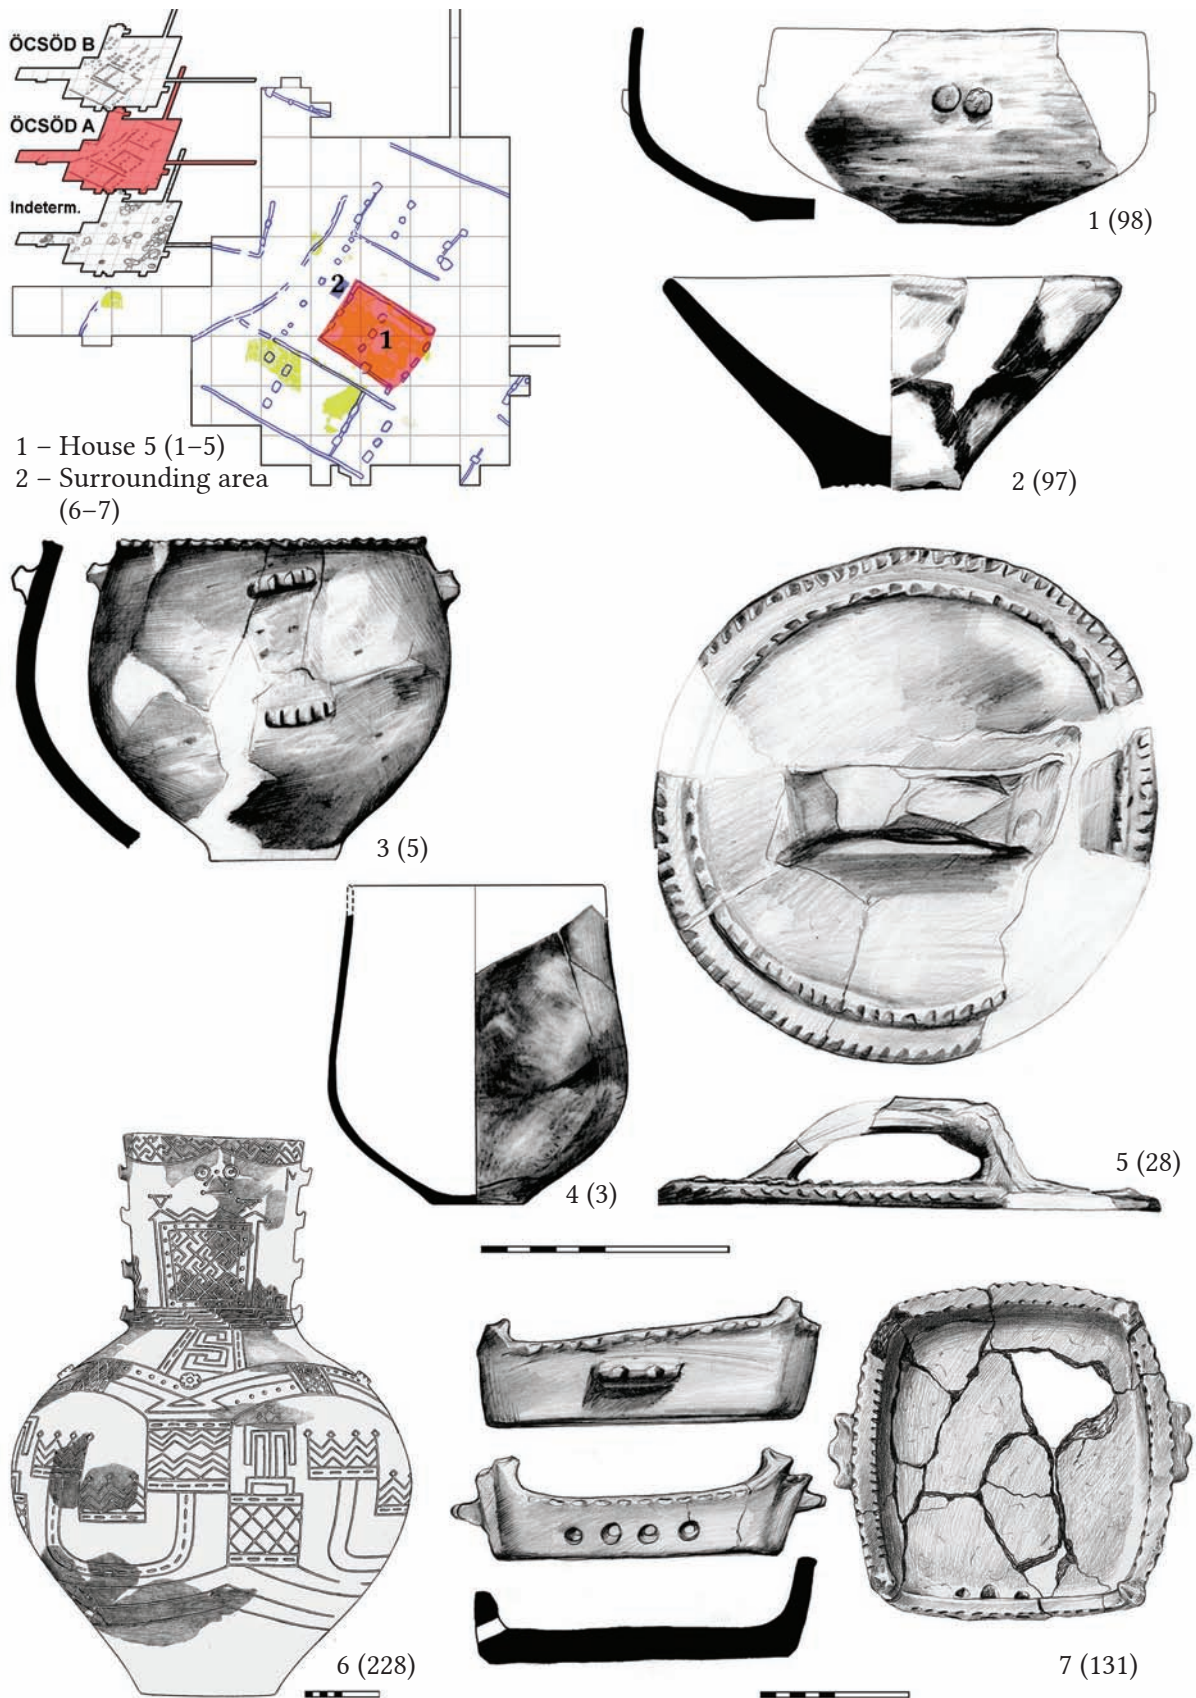 ÖCSÖD B
ÖCSÖD A
Indeterm.
2
1
1 – House 5 (1–5)
2 – Surrounding area
(6–7)
1 (98)
2 (97)
3 (5)
4 (3)
5 (28)
6 (228)
7 (131)